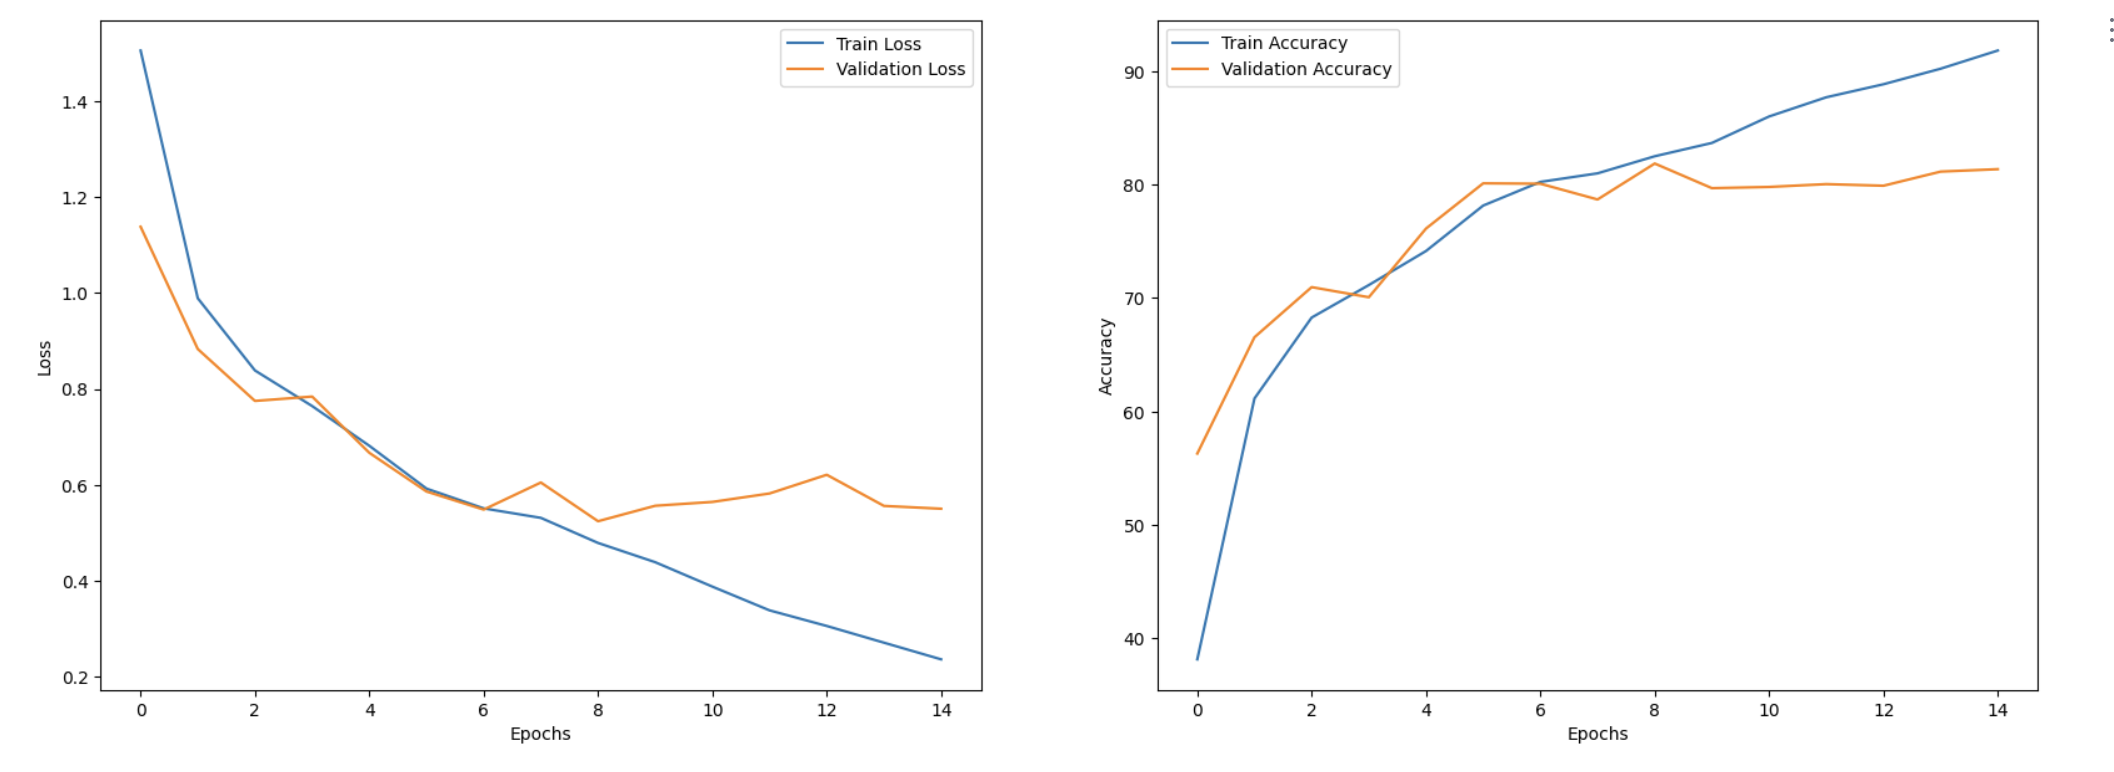 Train Loss
Validation Loss
1.4
1.2
1.0
0.8
0.6
0.4
0.2
Loss
0 2 4 6 8 10 12 14
Epochs
Train Accuracy
Validation Accuracy
90
80
70
60
50
40
Accuracy
0 2 4 6 8 10 12 14
Epochs